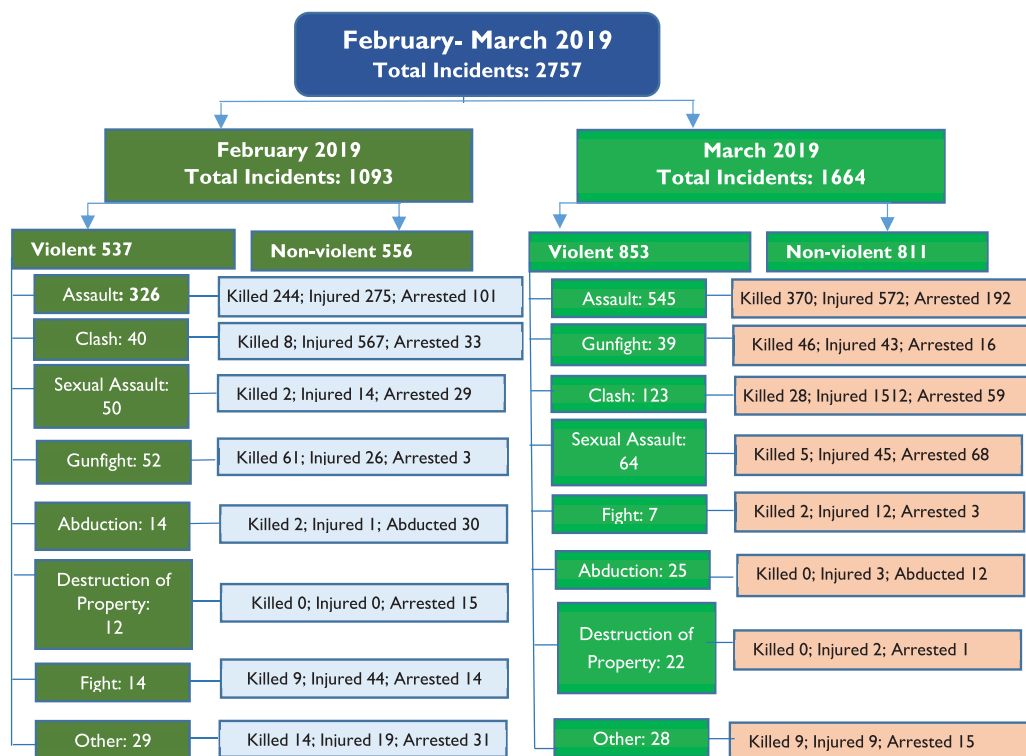 February- March 2019
Total Incidents: 2757
February 2019
Total Incidents: 1093
Violent 537
Non-violent 556
Assault: 326
Killed 244; Injured 275; Arrested 101
Clash: 40
Killed 8; Injured 567; Arrested 33
Sexual Assault:
50
Killed 2; Injured 14; Arrested 29
Gunfight: 52
Killed 61; Injured 26; Arrested 3
Abduction: 14
Killed 2; Injured 1; Abducted 30
Destruction of
Property:
12
Killed 0; Injured 0; Arrested 15
Fight: 14
Killed 9; Injured 44; Arrested 14
Other: 29
Killed 14; Injured 19; Arrested 31
March 2019
Total Incidents: 1664
Violent 853
Non-violent 811
Assault: 545
Killed 370; Injured 572; Arrested 192
Gunfight: 39
Killed 46; Injured 43; Arrested 16
Clash: 123
Killed 28; Injured 1512; Arrested 59
Sexual Assault:
64
Killed 5; Injured 45; Arrested 68
Fight: 7
Killed 2; Injured 12; Arrested 3
Abduction: 25
Killed 0; Injured 3; Abducted 12
Destruction of
Property: 22
Killed 0; Injured 2; Arrested 1
Other: 28
Killed 9; Injured 9; Arrested 15